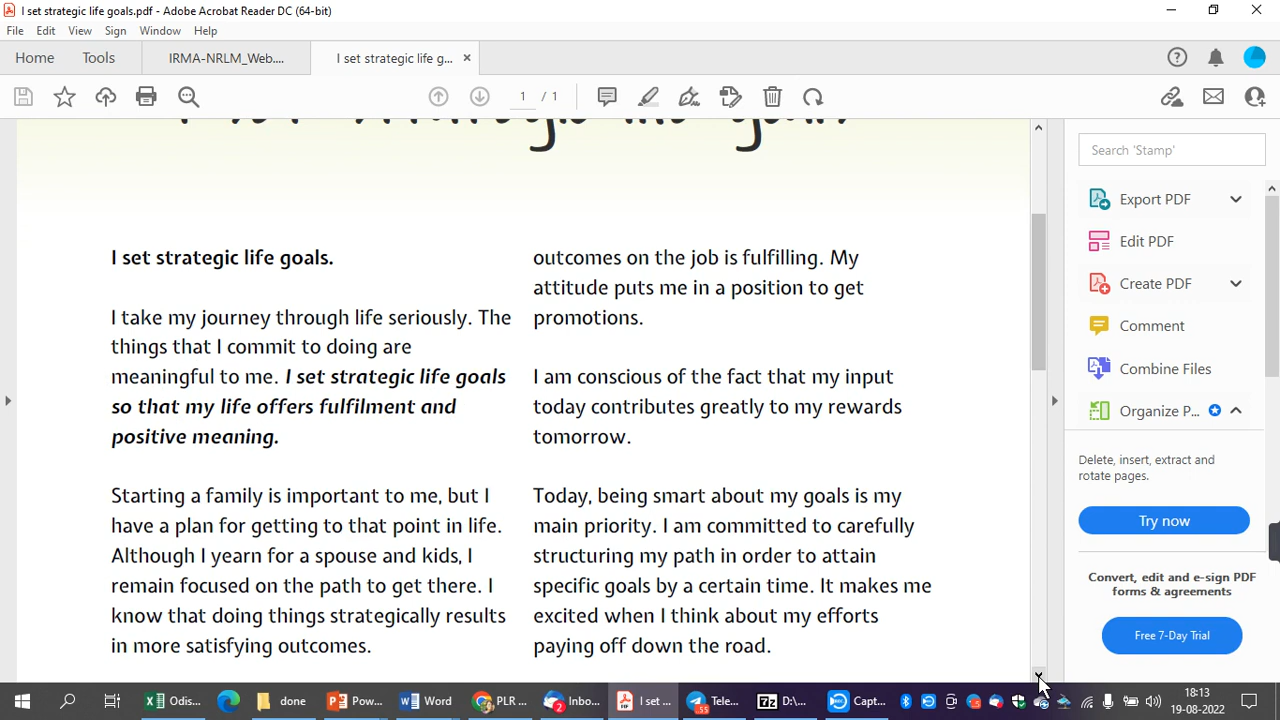 I set strategic life goals.pdf - Adobe Acrobat Reader DC (64-bit)
File Edit View Sign Window Help
Home Tools IRMA-NRLM_Web.... I set strategic life g... ×
1 / 1
I set strategic life goals
Search 'Stamp'
Export PDF
Edit PDF
Create PDF
Comment
Combine Files
Organize P...
Delete, insert, extract and
rotate pages.
Try now
Convert, edit and e-sign PDF
forms & agreements
Free 7-Day Trial
I set strategic life goals.
I take my journey through life seriously. The
things that I commit to doing are
meaningful to me. I set strategic life goals
so that my life offers fulfilment and
positive meaning.
Starting a family is important to me, but I
have a plan for getting to that point in life.
Although I yearn for a spouse and kids, I
remain focused on the path to get there. I
know that doing things strategically results
in more satisfying outcomes.
outcomes on the job is fulfilling. My
attitude puts me in a position to get
promotions.
I am conscious of the fact that my input
today contributes greatly to my rewards
tomorrow.
Today, being smart about my goals is my
main priority. I am committed to carefully
structuring my path in order to attain
specific goals by a certain time. It makes me
excited when I think about my efforts
paying off down the road.
Odis... done Pow... Word PLR ... Inbo... I set ... Tele... D:\... Capt...
18:13
19-08-2022